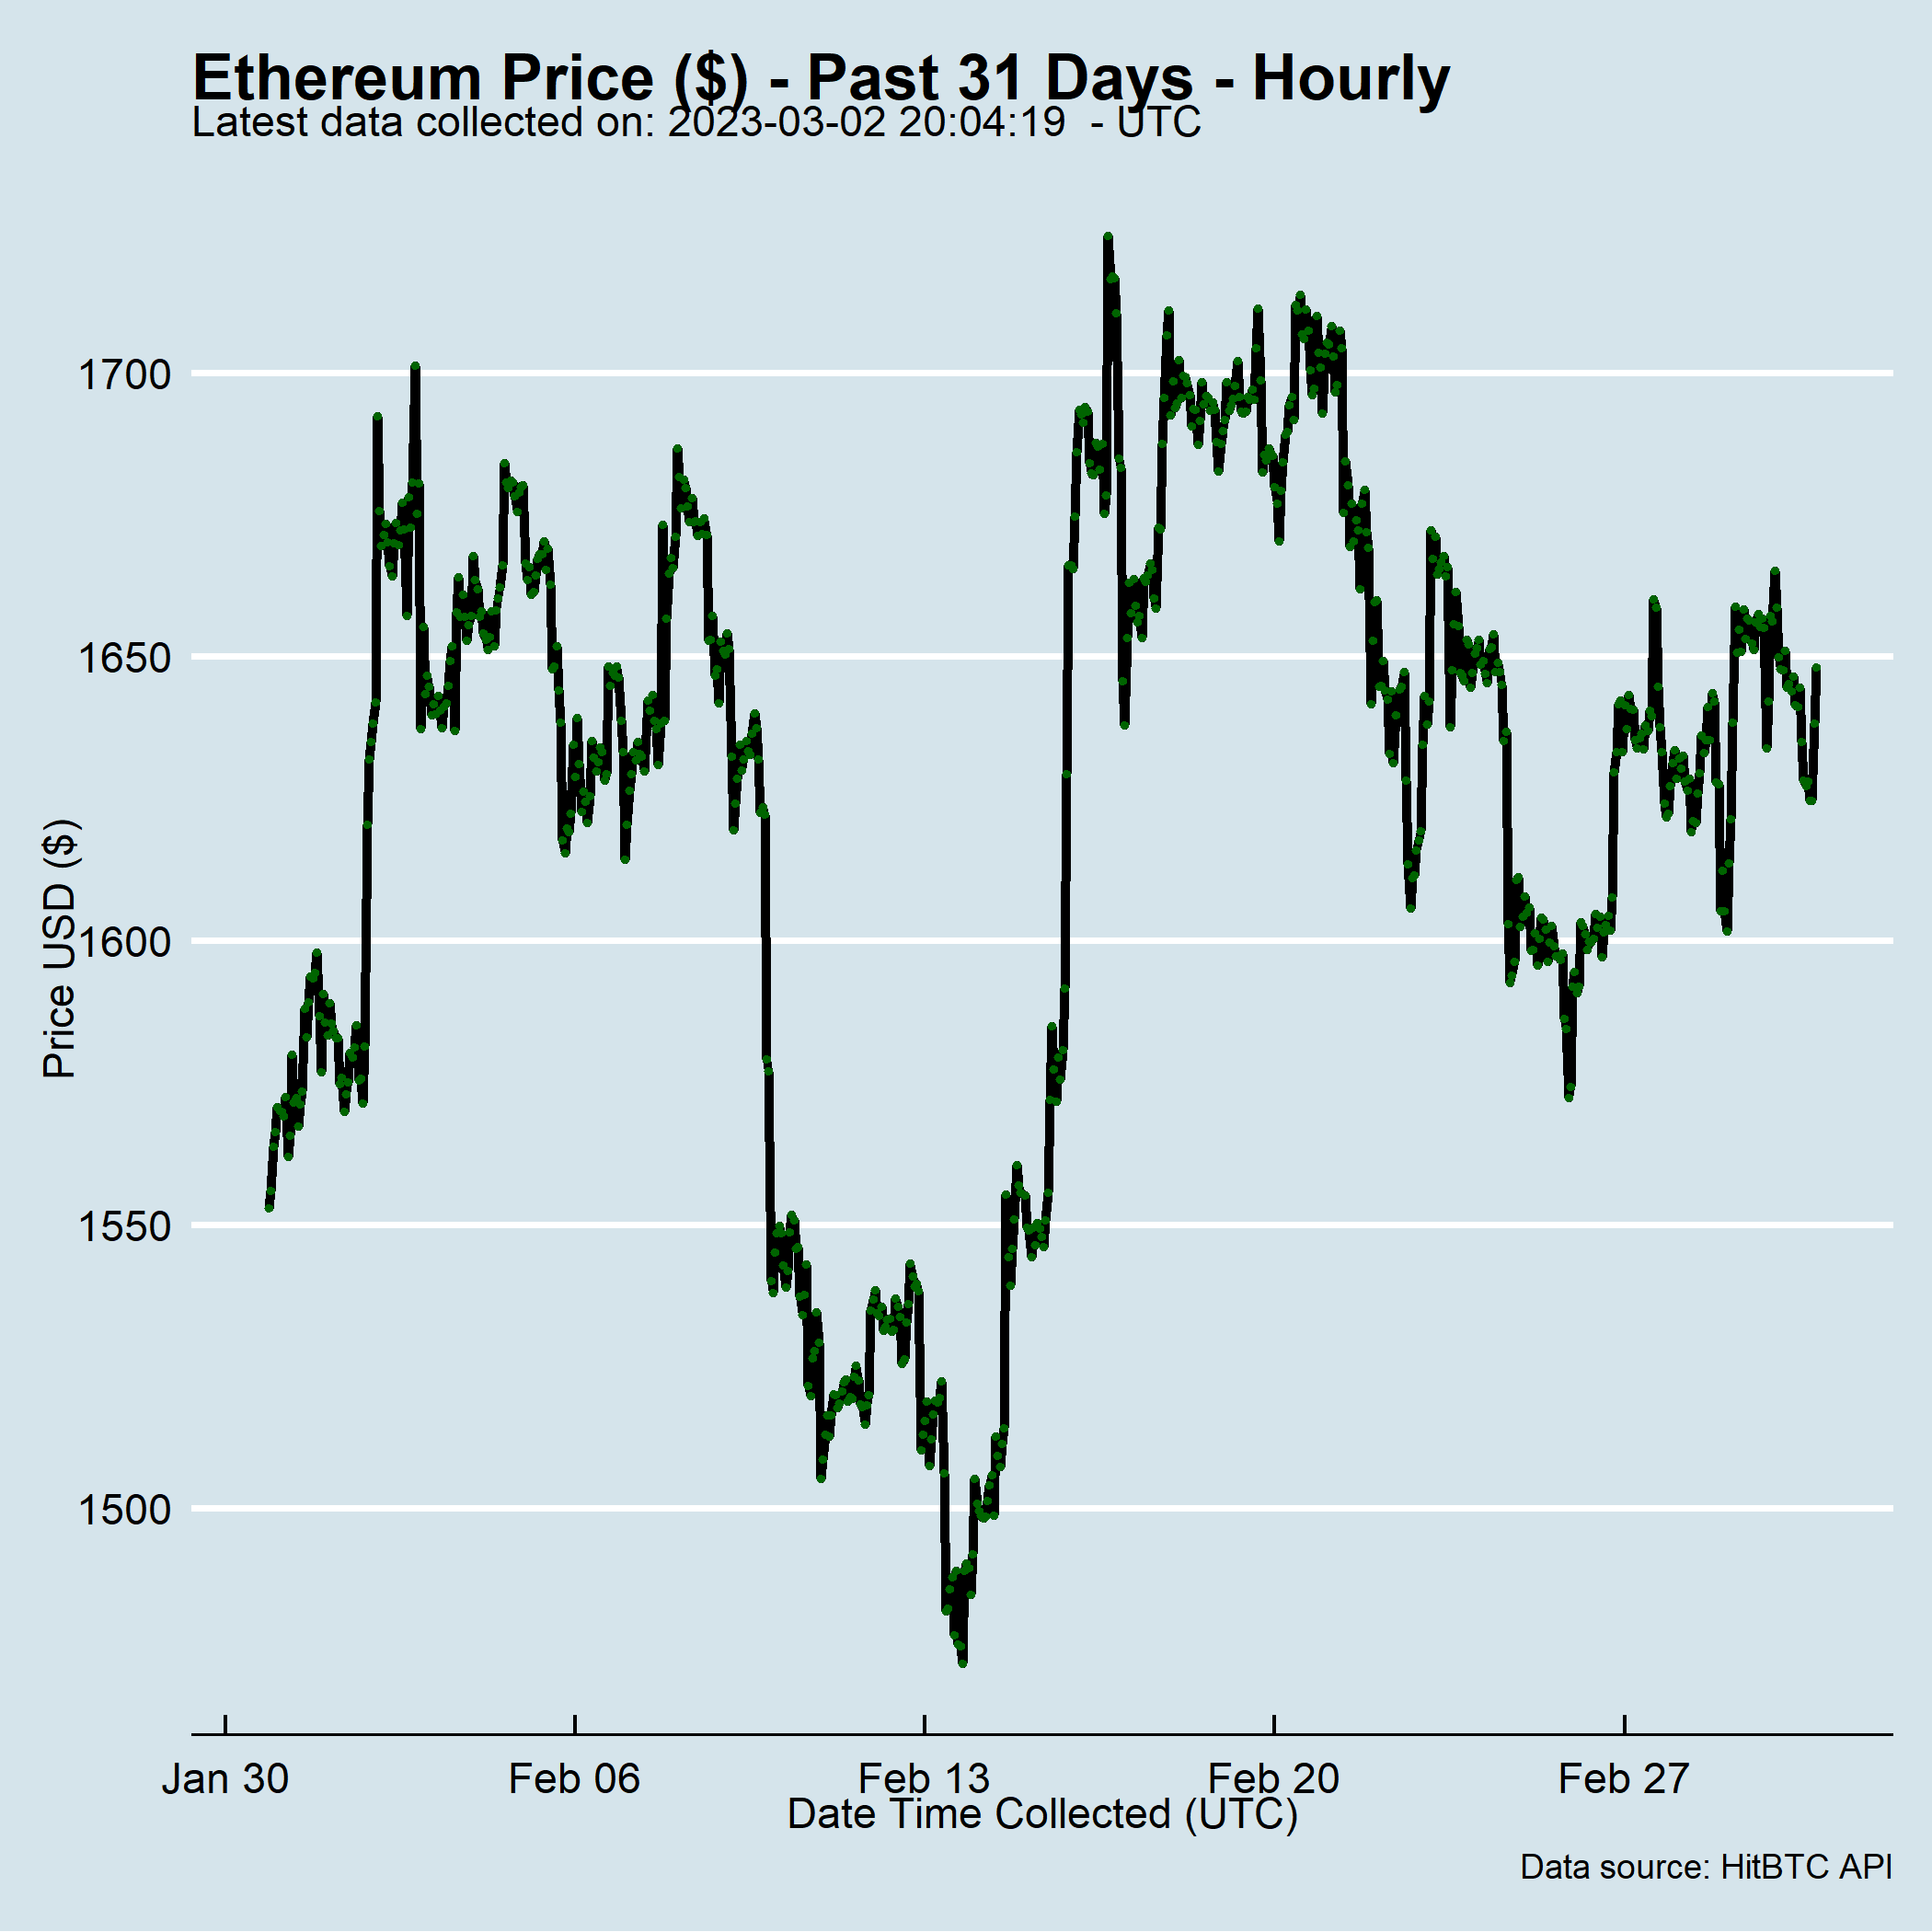 Ethereum Price ($) - Past 31 Days - Hourly
Latest data collected on: 2023-03-02 20:04:19  - UTC
1700
1650
1600
1550
1500
Price USD ($)
Jan 30
Feb 06
Feb 13
Feb 20
Feb 27
Date Time Collected (UTC)
Data source: HitBTC API